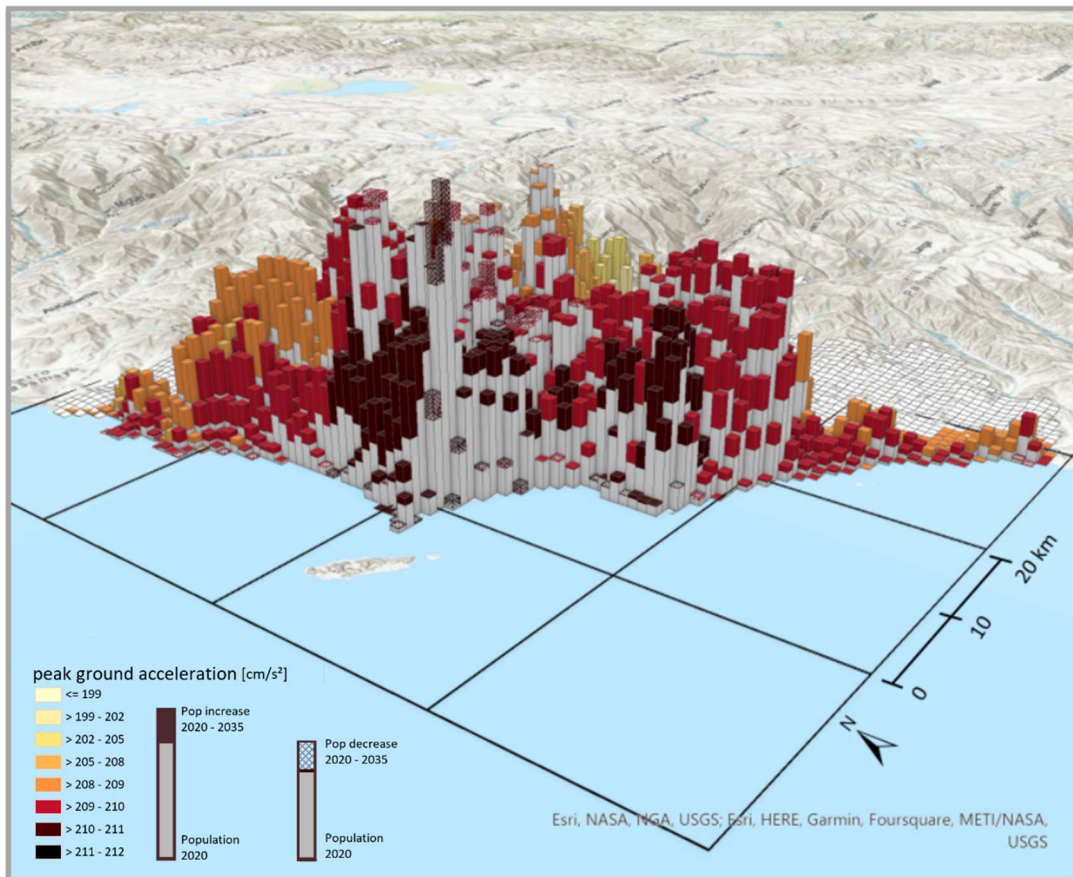 20 km
10
0
N
peak ground acceleration [cm/s²]
<= 199
> 199 - 202
> 202 - 205
> 205 - 208
> 208 - 209
> 209 - 210
> 210 - 211
> 211 - 212
Pop increase
2020 - 2035
Population
2020
Pop decrease
2020 - 2035
Population
2020
Esri, NASA, NGA, USGS; Esri, HERE, Garmin, Foursquare, METI/NASA,
USGS